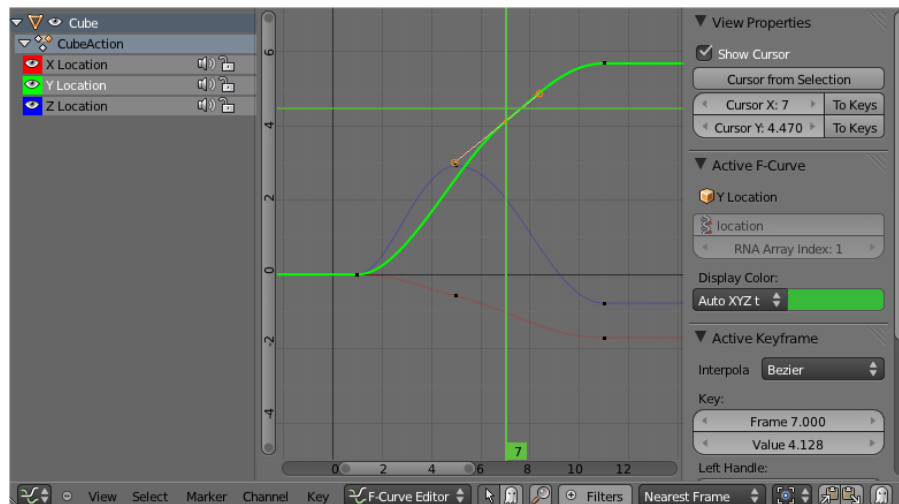 Cube
CubeAction
X Location
Y Location
Z Location
6
4
2
0
-2
-4
7
0 2 4 6 8 10 12
View Properties
Show Cursor
Cursor from Selection
Cursor X: 7 To Keys
Cursor Y: 4.470 To Keys
Active F-Curve
Y Location
location
RNA Array Index: 1
Display Color:
Auto XYZ t
Active Keyframe
Interpola Bezier
Key:
Frame 7.000
Value 4.128
Left Handle:
View Select Marker Channel Key F-Curve Editor Filters Nearest Frame